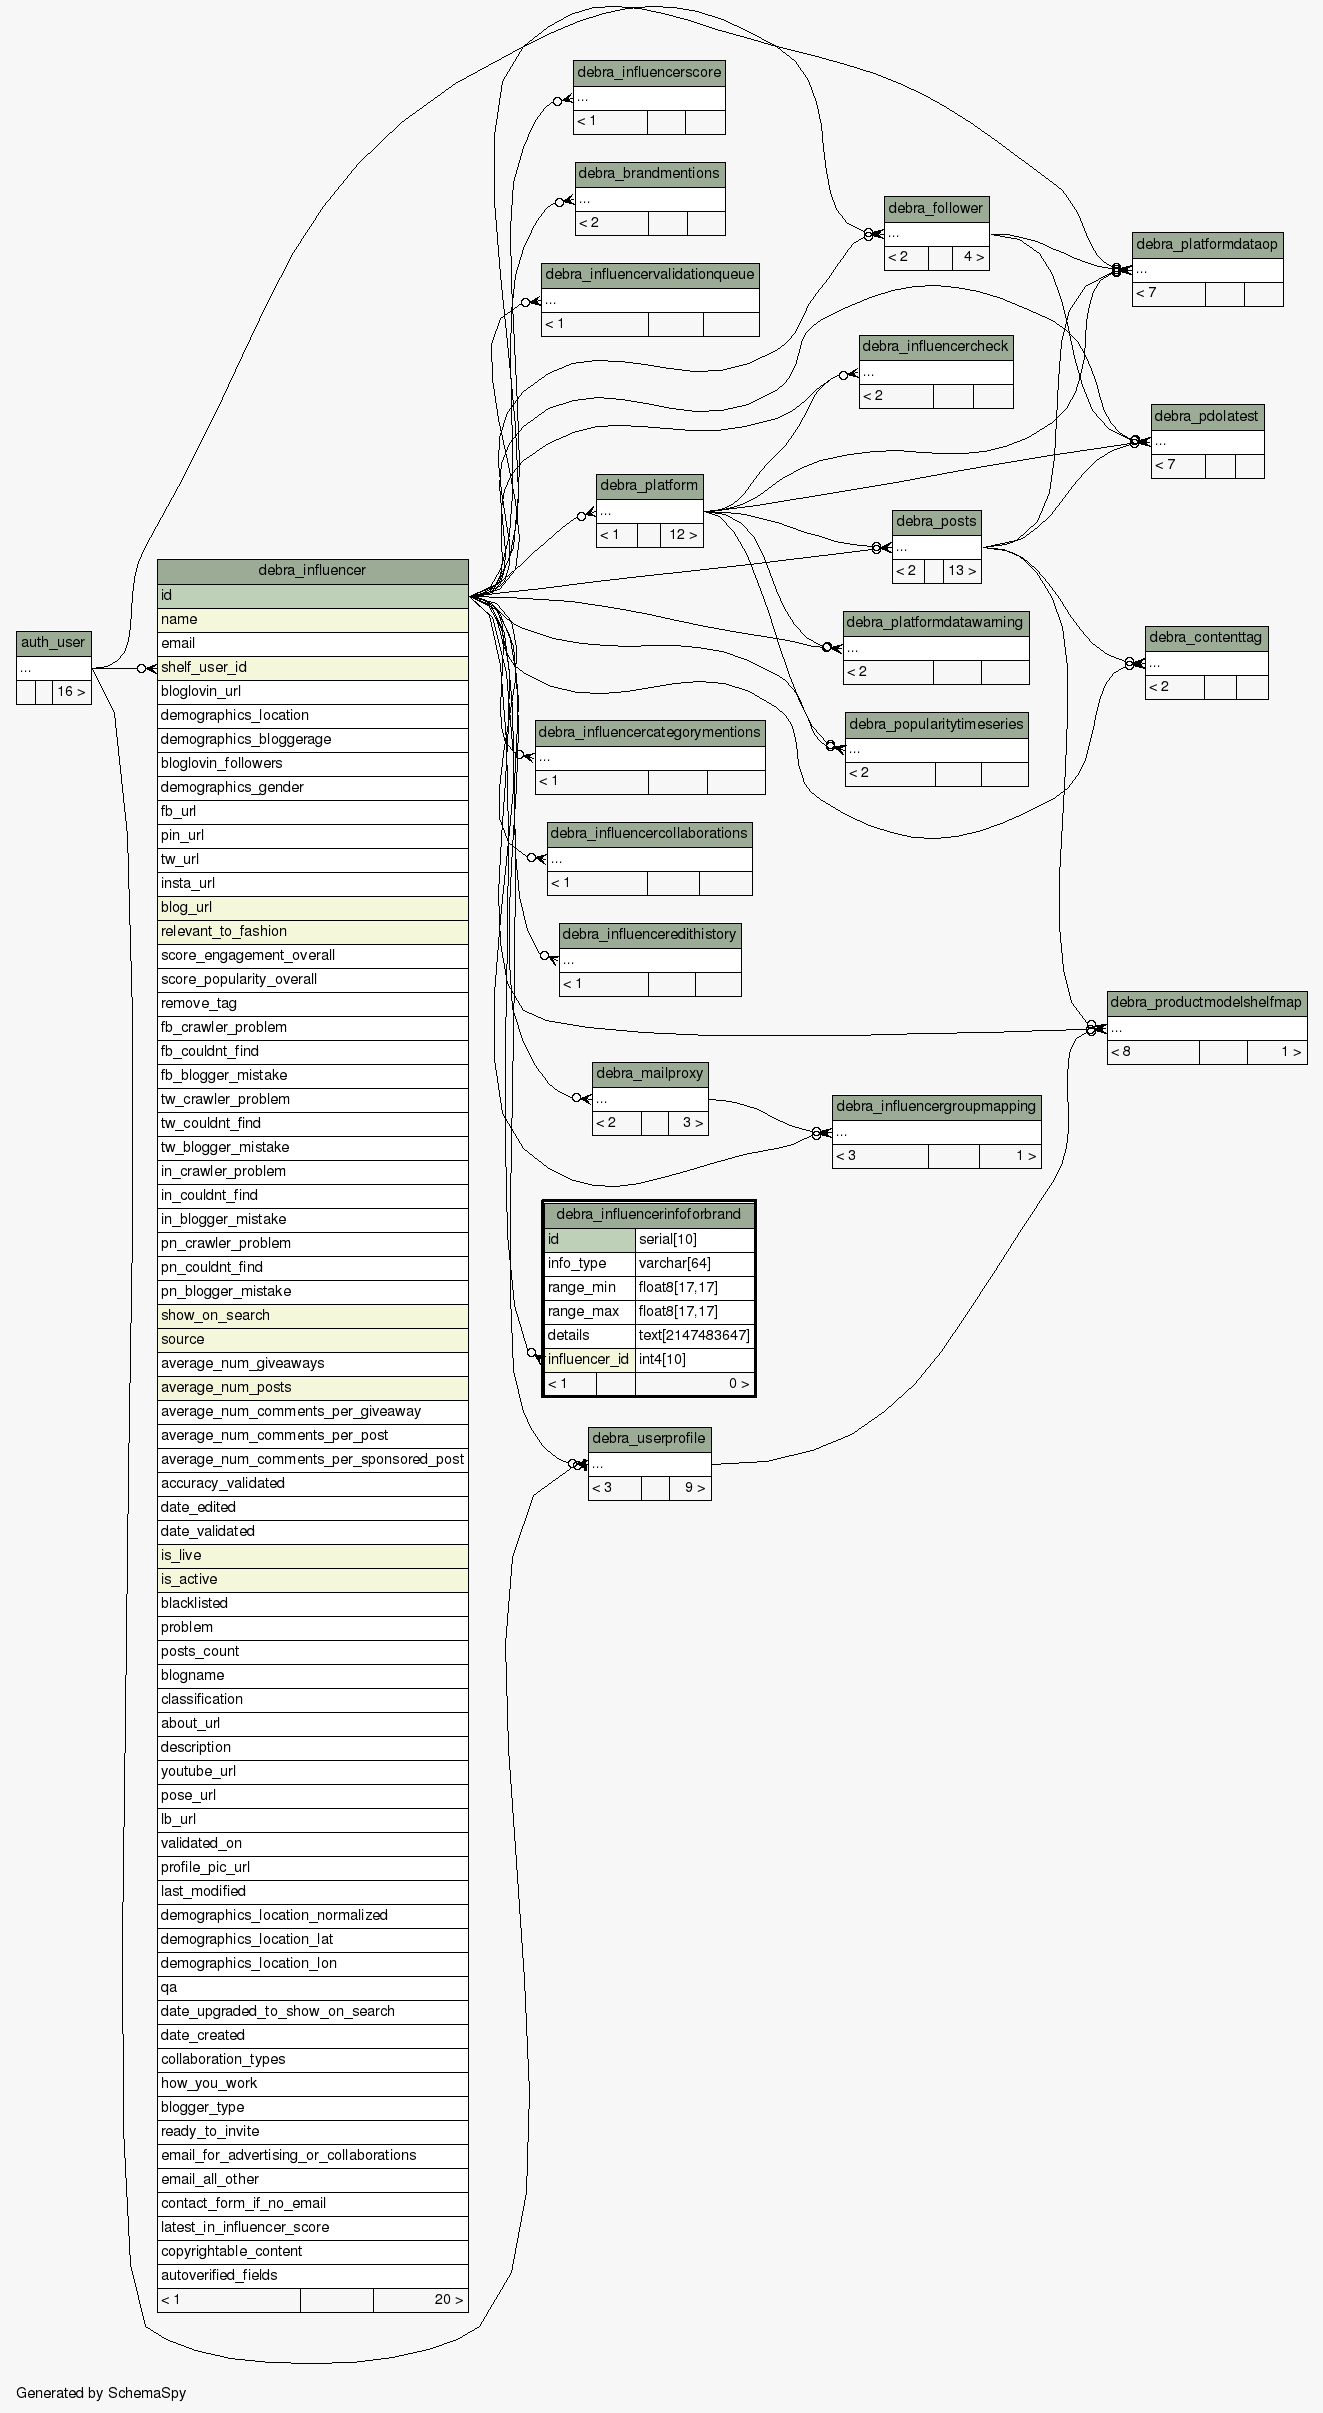 debra_influencerscore
...
< 1
debra_brandmentions
...
< 2
debra_influencervalidationqueue
...
< 1
debra_follower
...
< 2 4 >
debra_platformdataop
...
< 7
debra_influencercheck
...
< 2
debra_pdolatest
...
< 7
debra_platform
...
< 1 12 >
debra_posts
...
< 2 13 >
debra_platformdatawarning
...
< 2
debra_contenttag
...
< 2
debra_popularitytimeseries
...
< 2
debra_influencercategorymentions
...
< 1
debra_influencercollaborations
...
< 1
debra_influenceredithistory
...
< 1
debra_productmodelshelfmap
...
< 8 1 >
debra_mailproxy
...
< 2 3 >
debra_influencergroupmapping
...
< 3 1 >
debra_influencerinfoforbrand
id serial[10]
info_type varchar[64]
range_min float8[17,17]
range_max float8[17,17]
details text[2147483647]
influencer_id int4[10]
< 1 0 >
debra_userprofile
...
< 3 9 >
auth_user
...
16 >
debra_influencer
id
name
email
shelf_user_id
bloglovin_url
demographics_location
demographics_bloggerage
bloglovin_followers
demographics_gender
fb_url
pin_url
tw_url
insta_url
blog_url
relevant_to_fashion
score_engagement_overall
score_popularity_overall
remove_tag
fb_crawler_problem
fb_couldnt_find
fb_blogger_mistake
tw_crawler_problem
tw_couldnt_find
tw_blogger_mistake
in_crawler_problem
in_couldnt_find
in_blogger_mistake
pn_crawler_problem
pn_couldnt_find
pn_blogger_mistake
show_on_search
source
average_num_giveaways
average_num_posts
average_num_comments_per_giveaway
average_num_comments_per_post
average_num_comments_per_sponsored_post
accuracy_validated
date_edited
date_validated
is_live
is_active
blacklisted
problem
posts_count
blogname
classification
about_url
description
youtube_url
pose_url
lb_url
validated_on
profile_pic_url
last_modified
demographics_location_normalized
demographics_location_lat
demographics_location_lon
qa
date_upgraded_to_show_on_search
date_created
collaboration_types
how_you_work
blogger_type
ready_to_invite
email_for_advertising_or_collaborations
email_all_other
contact_form_if_no_email
latest_in_influencer_score
copyrightable_content
autoverified_fields
< 1 20 >
Generated by SchemaSpy